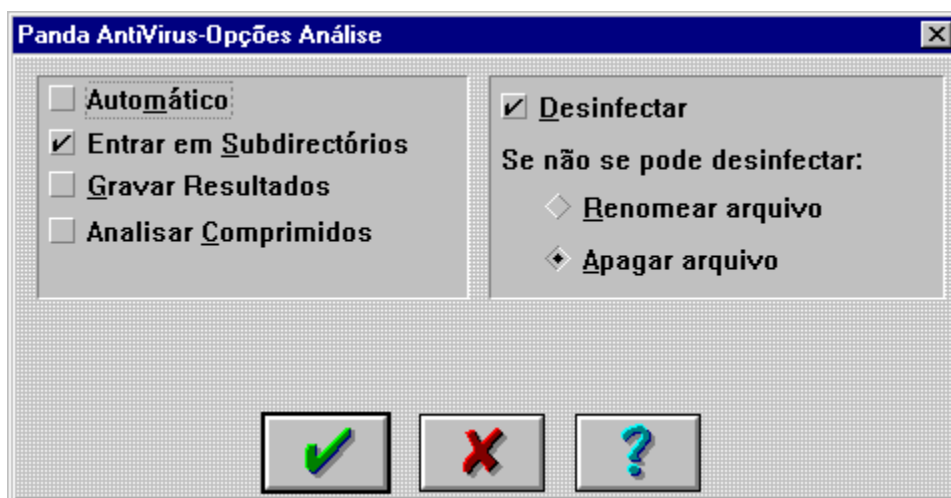 Panda AntiVirus-Opções Análise
Automático
Entrar em Subdirectórios
Gravar Resultados
Analisar Comprimidos
Desinfectar
Se não se pode desinfectar:
Renomear arquivo
Apagar arquivo